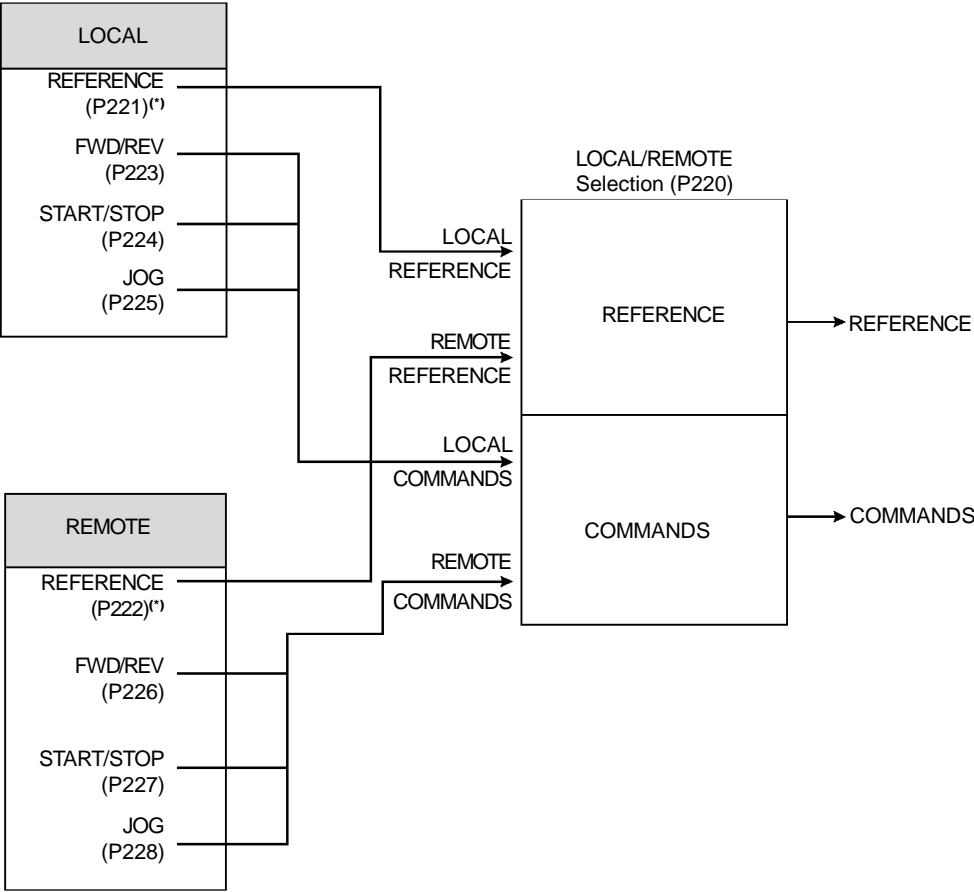 LOCAL
REFERENCE
(P221)(*)
FWD/REV
(P223)
START/STOP
(P224)
JOG
(P225)
LOCAL/REMOTE
Selection (P220)
LOCAL
REFERENCE
REMOTE
REFERENCE
LOCAL
COMMANDS
REMOTE
COMMANDS
REFERENCE
COMMANDS
REFERENCE
COMMANDS
REMOTE
REFERENCE
(P222)(*)
FWD/REV
(P226)
START/STOP
(P227)
JOG
(P228)